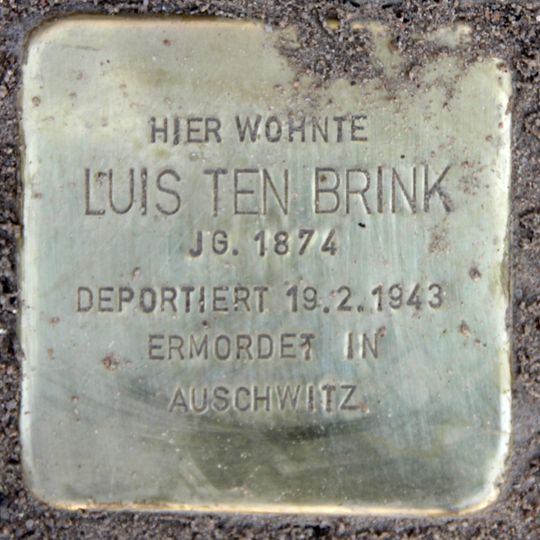 HIER WOHNTE
LUIS TEN BRINK
JG. 1874
DEPORTIERT 19.2.1943
ERMORDET IN
AUSCHWITZ